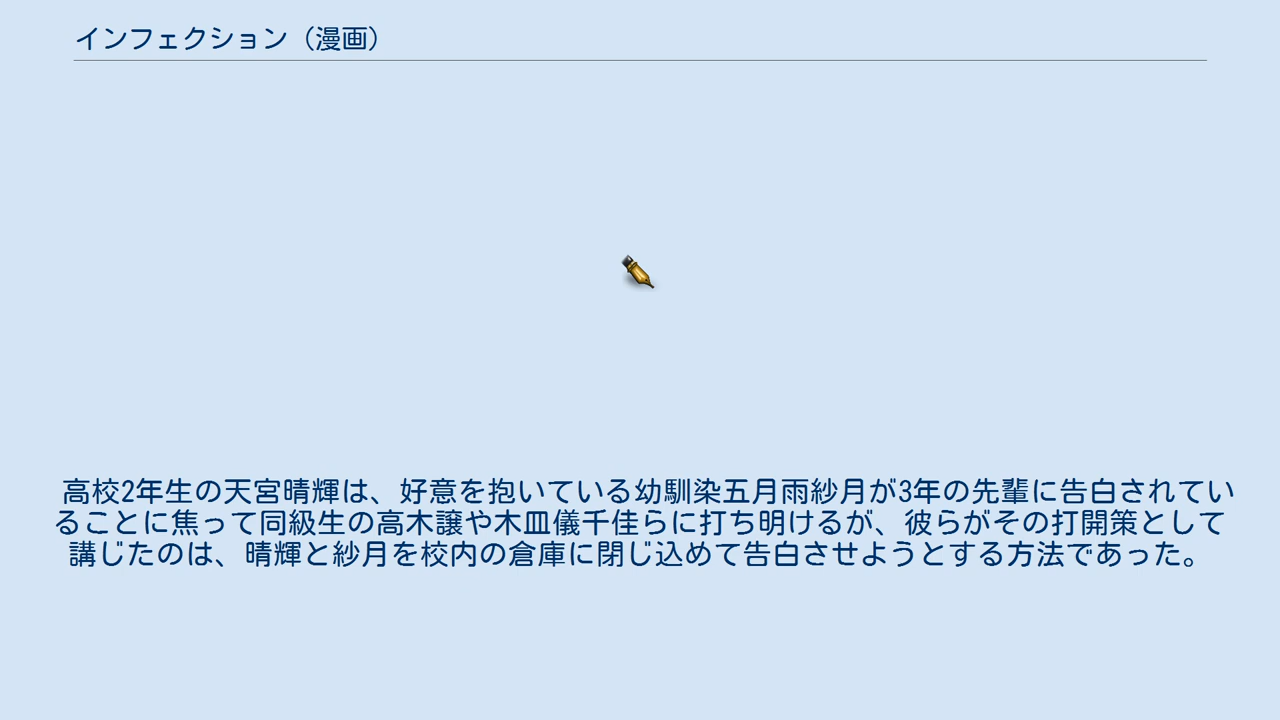 インフェクション（漫画）
高校2年生の天宮晴輝は、好意を抱いている幼馴染五月雨紗月が3年の先輩に告白されてい
ることに焦って同級生の高木譲や木皿儀千佳らに打ち明けるが、彼らがその打開策として
講じたのは、晴輝と紗月を校内の倉庫に閉じ込めて告白させようとする方法であった。